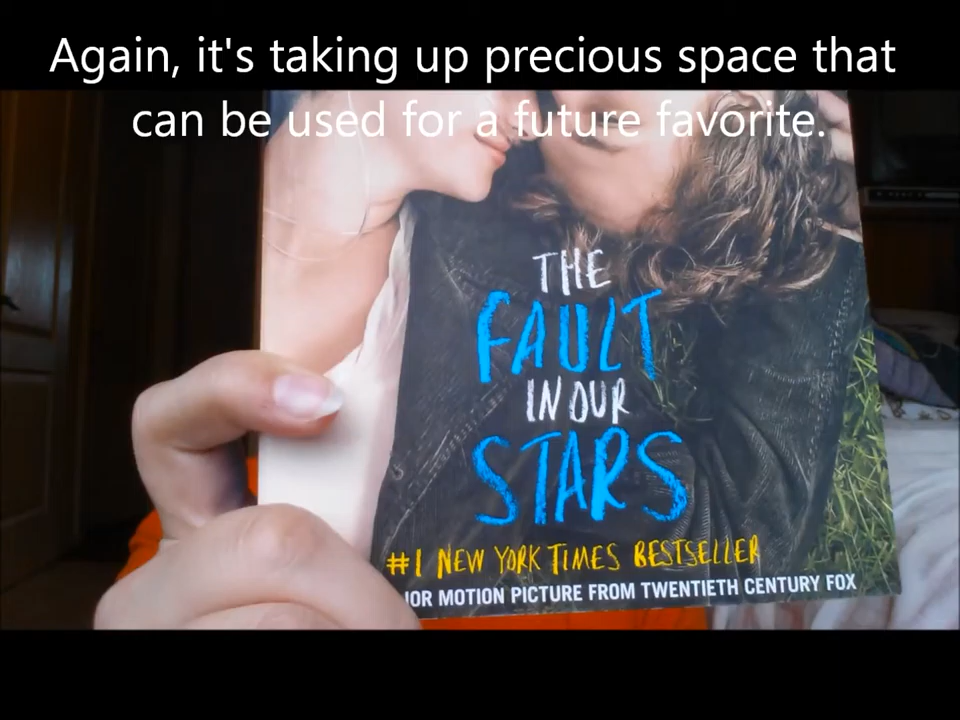 Again, it's taking up precious space that
can be used for a future favorite.
THE
FAULT
IN OUR
STARS
#1 NEW YORK TIMES BESTSELLER
MOTION PICTURE FROM TWENTIETH CENTURY FOX